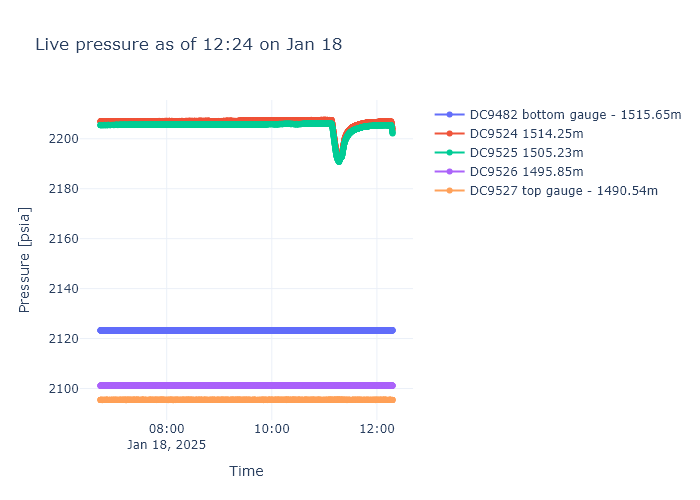 Live pressure as of 12:24 on Jan 18
DC9482 bottom gauge - 1515.65m
DC9524 1514.25m
DC9525 1505.23m
DC9526 1495.85m
DC9527 top gauge - 1490.54m
Pressure [psia]
2200
2180
2160
2140
2120
2100
08:00
10:00
12:00
Jan 18, 2025
Time